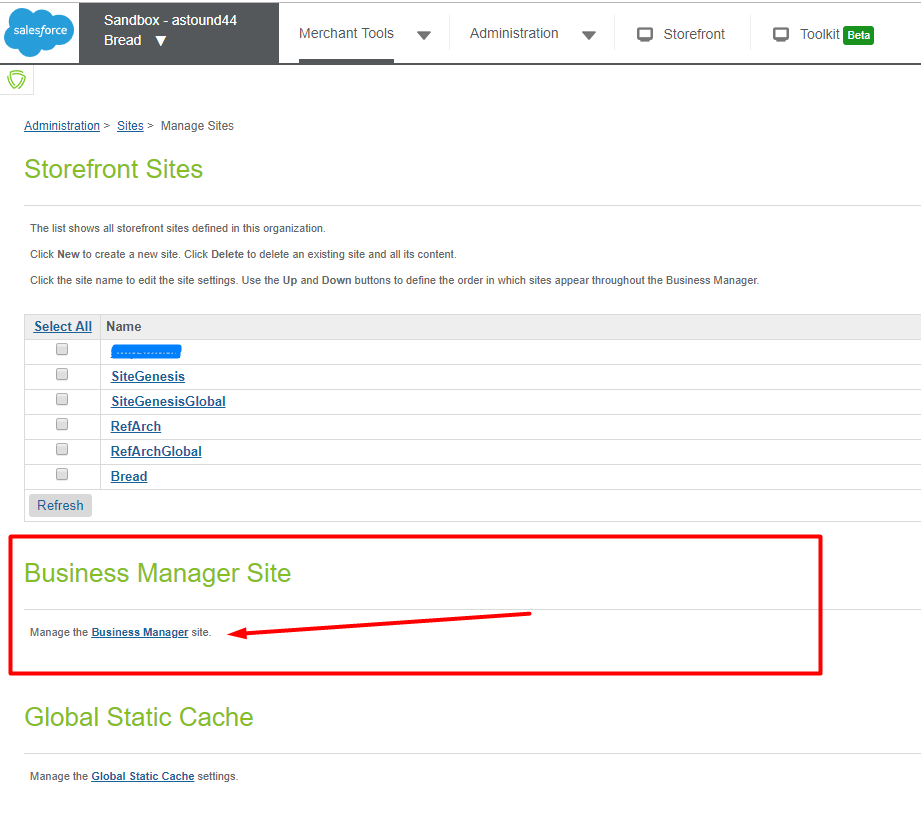 salesforce
Sandbox - astound44
Bread ▼
Merchant Tools
Administration
Storefront
Toolkit Beta
Administration > Sites > Manage Sites
Storefront Sites
The list shows all storefront sites defined in this organization.
Click New to create a new site. Click Delete to delete an existing site and all its content.
Click the site name to edit the site settings. Use the Up and Down buttons to define the order in which sites appear throughout the Business Manager.
Select All Name
SiteGenesis
SiteGenesisGlobal
RefArch
RefArchGlobal
Bread
Refresh
Business Manager Site
Manage the Business Manager site.
Global Static Cache
Manage the Global Static Cache settings.